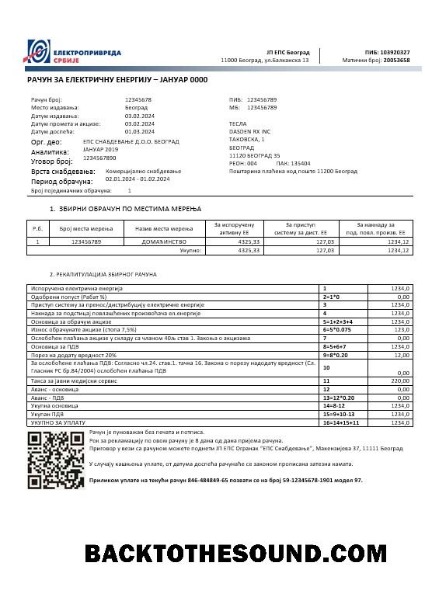 ЕЛЕКТРОПРИВРЕДА
СРБИЈЕ
ЈП ЕПС Београд
11000 Београд, ул.Балканска 13
ПИБ: 103920327
Матични број: 20053658
РАЧУН ЗА ЕЛЕКТРИЧНУ ЕНЕРГИЈУ – ЈАНУАР 0000
Рачун број: 12345678
Место издавања: Београд
Датум издавања: 03.02.2024
Датум промета и акцизе: 03.02.2024
Датум доспећа: 01.03.2024
Орг. део: ЕПС СНАБДЕВАЊЕ Д.О.О. БЕОГРАД
Аналитика: ЈАНУАР 2019
Уговор број: 1234567890
Врста снабдевања: Комерцијално снабдевање
Период обрачуна: 02.01.2024 - 01.02.2024
Број појединачних обрачуна: 1
ПИБ: 123456789
МБ: 123456789
ТЕСЛА
DASDEN RX INC
ТАКОВСКА, 1
БЕОГРАД
11120 БЕОГРАД 35
РЕОН: 004 ПАН: 135404
Поштарина плаћена код поште 11200 Београд
1. ЗБИРНИ ОБРАЧУН ПО МЕСТИМА МЕРЕЊА
Р.б. Број места мерења Назив места мерења За испоручену активну ЕЕ За приступ систему за дист. ЕЕ За накнаду за под. повл. произв. ЕЕ
1 123456789 ДОМАЋИНСТВО 4325,33 127,03 1234,12
Укупно: 4325,33 127,03 1234,12
2. РЕКАПИТУЛАЦИЈА ЗБИРНОГ РАЧУНА
Испоручена електрична енергија 1 1234,0
Одобрени попуст (Рабат %) 2=1*0 0,00
Приступ систему за пренос/дистрибуцију електричне енергије 3 1234,0
Накнада за подстицај повлашћених произвођача ел енергије 4 1234,0
Основица за обрачун акцизе 5=1+2+3+4 1234,0
Износ обрачунате акцизе (стопа 7,5%) 6=5*0.075 123,0
Ослобођен плаћања акцизе у складу са чланом 40љ став 1. Закона о акцизама 7 0,00
Основица за ПДВ 8=5+6+7 1234,0
Порез на додату вредност 20% 9=8*0.20 12,00
За ослобођене плаћања ПДВ: Согласно чл.24. став.1. тачка 16. Закона о порезу надодату вредност (Сл. гласник РС бр.84/2004) ослобођени плаћања ПДВ 10 0,00
Такса за јавни медијски сервис 11 220,00
Аванс - основица 12 0,00
Аванс - ПДВ 13=12*0.20 0,00
Укупна основица 14=8-12 1234,0
Укупан ПДВ 15=9+10-13 1234,0
УКУПНО ЗА УПЛАТУ 16=14+15+11 1234,0
Рачун је пуноважан без печата и потписа.
Рок за рекламацију по овом рачуну је 8 дана од дана пријема рачуна.
Приговор у вези са рачуном можете поднети ЈП ЕПС Огранак "ЕПС Снабдевање", Макензијева 37, 11111 Београд
У случају кашњења уплате, од датума доспећа рачунаће се законом прописана затезна камата.
Приликом уплате на текући рачун 846-484849-65 позвати се на број 59-12345678-1901 модел 97.
BACKTOTHESOUND.COM